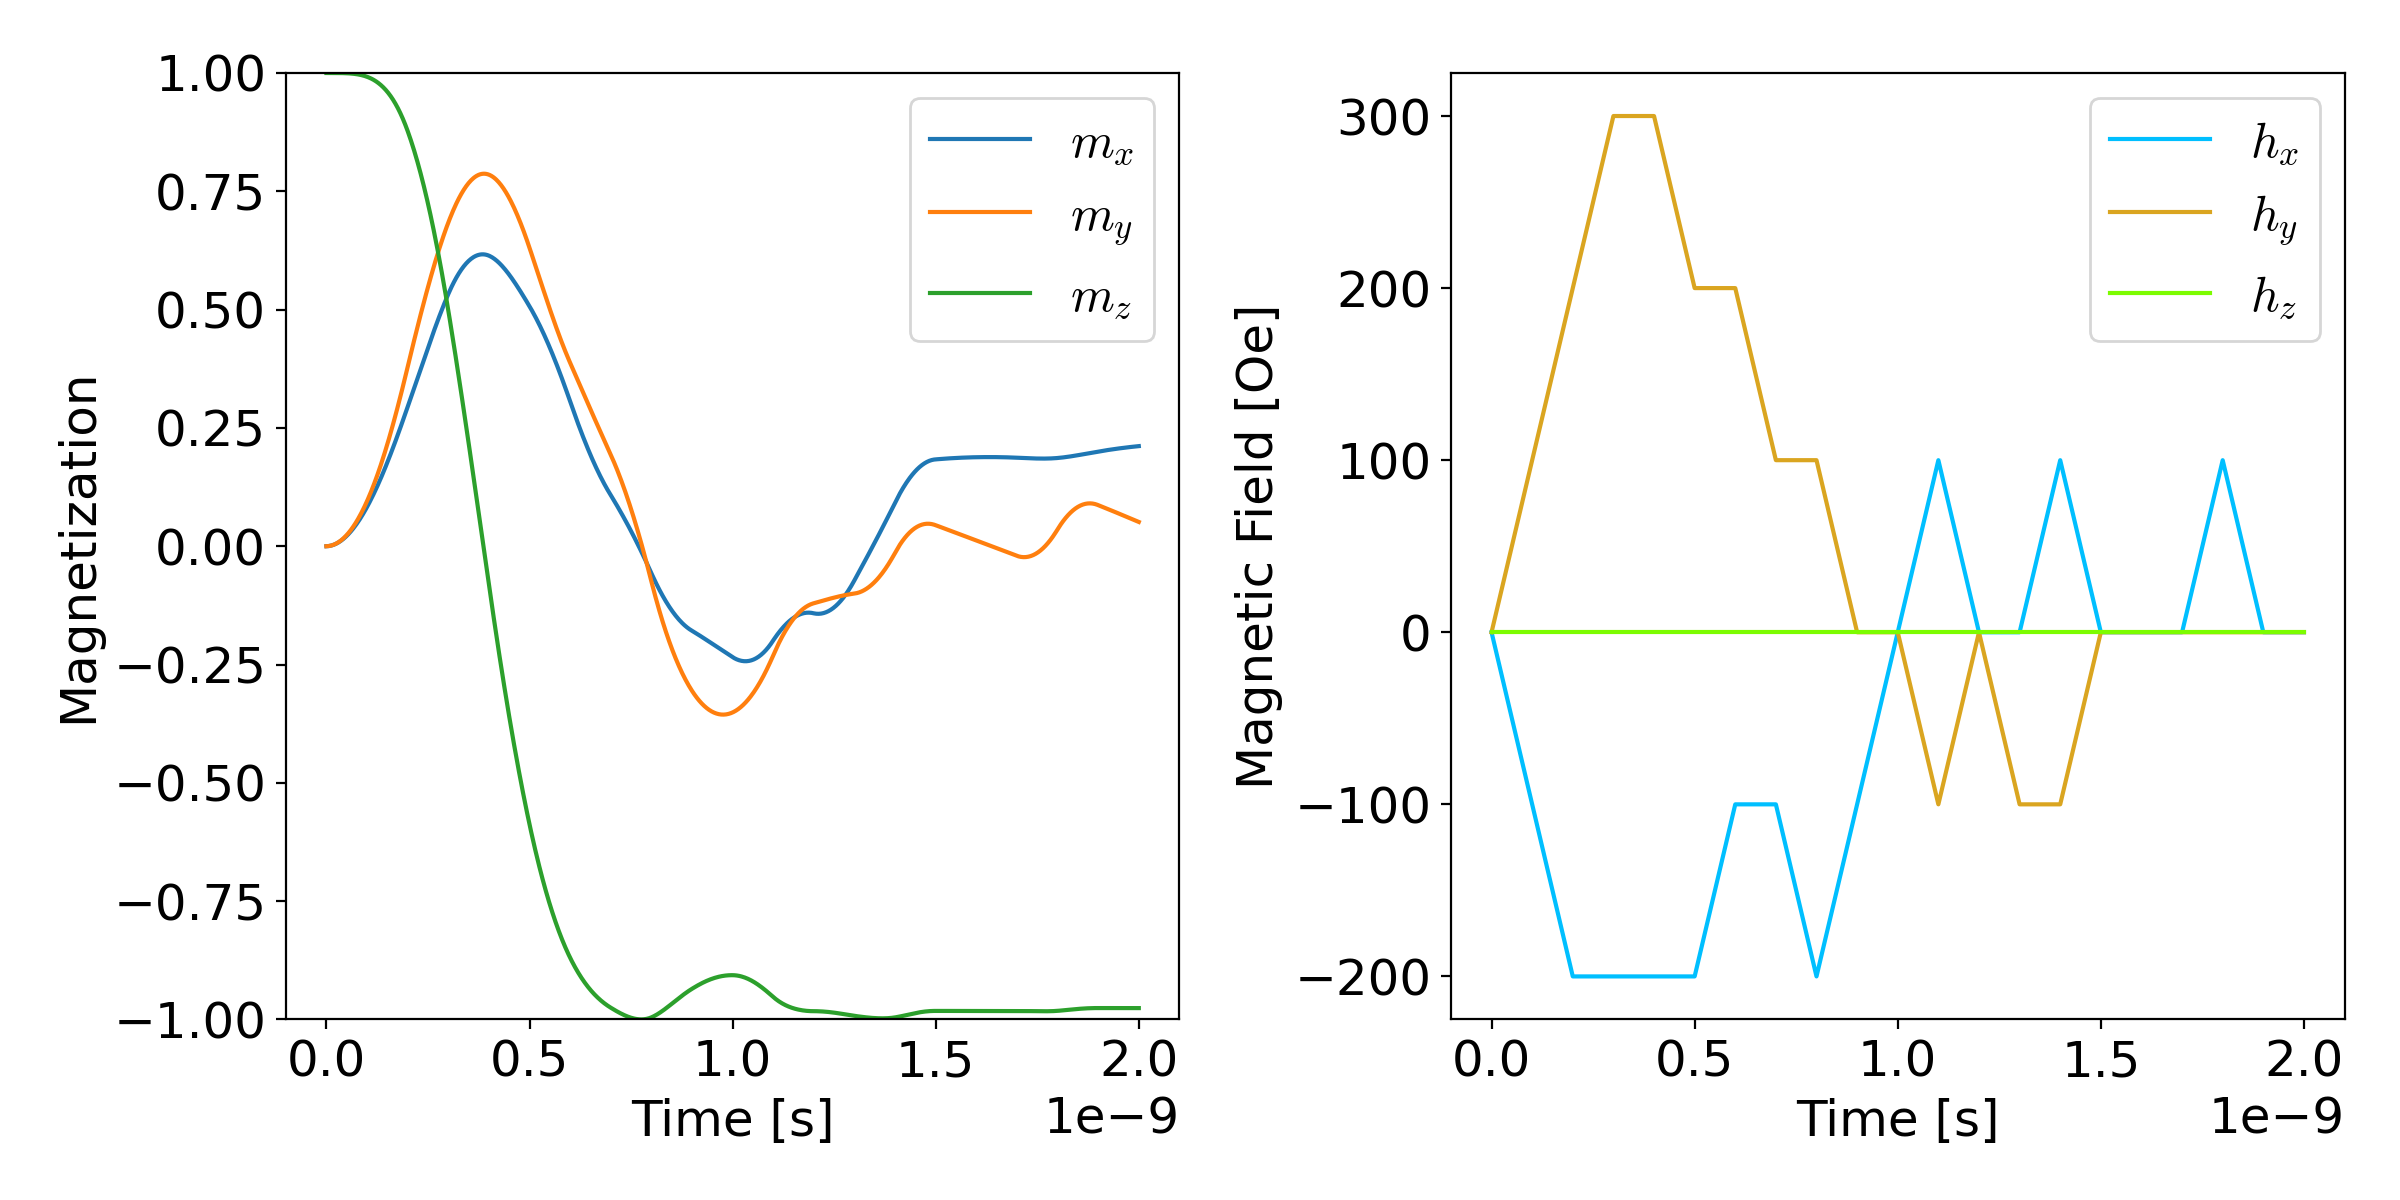 1.00
0.75
0.50
0.25
0.00
−0.25
−0.50
−0.75
−1.00
Magnetization
0.0 0.5 1.0 1.5 2.0
Time [s]
1e−9
m_x
m_y
m_z
300
200
100
0
−100
−200
Magnetic Field [Oe]
0.0 0.5 1.0 1.5 2.0
Time [s]
1e−9
h_x
h_y
h_z